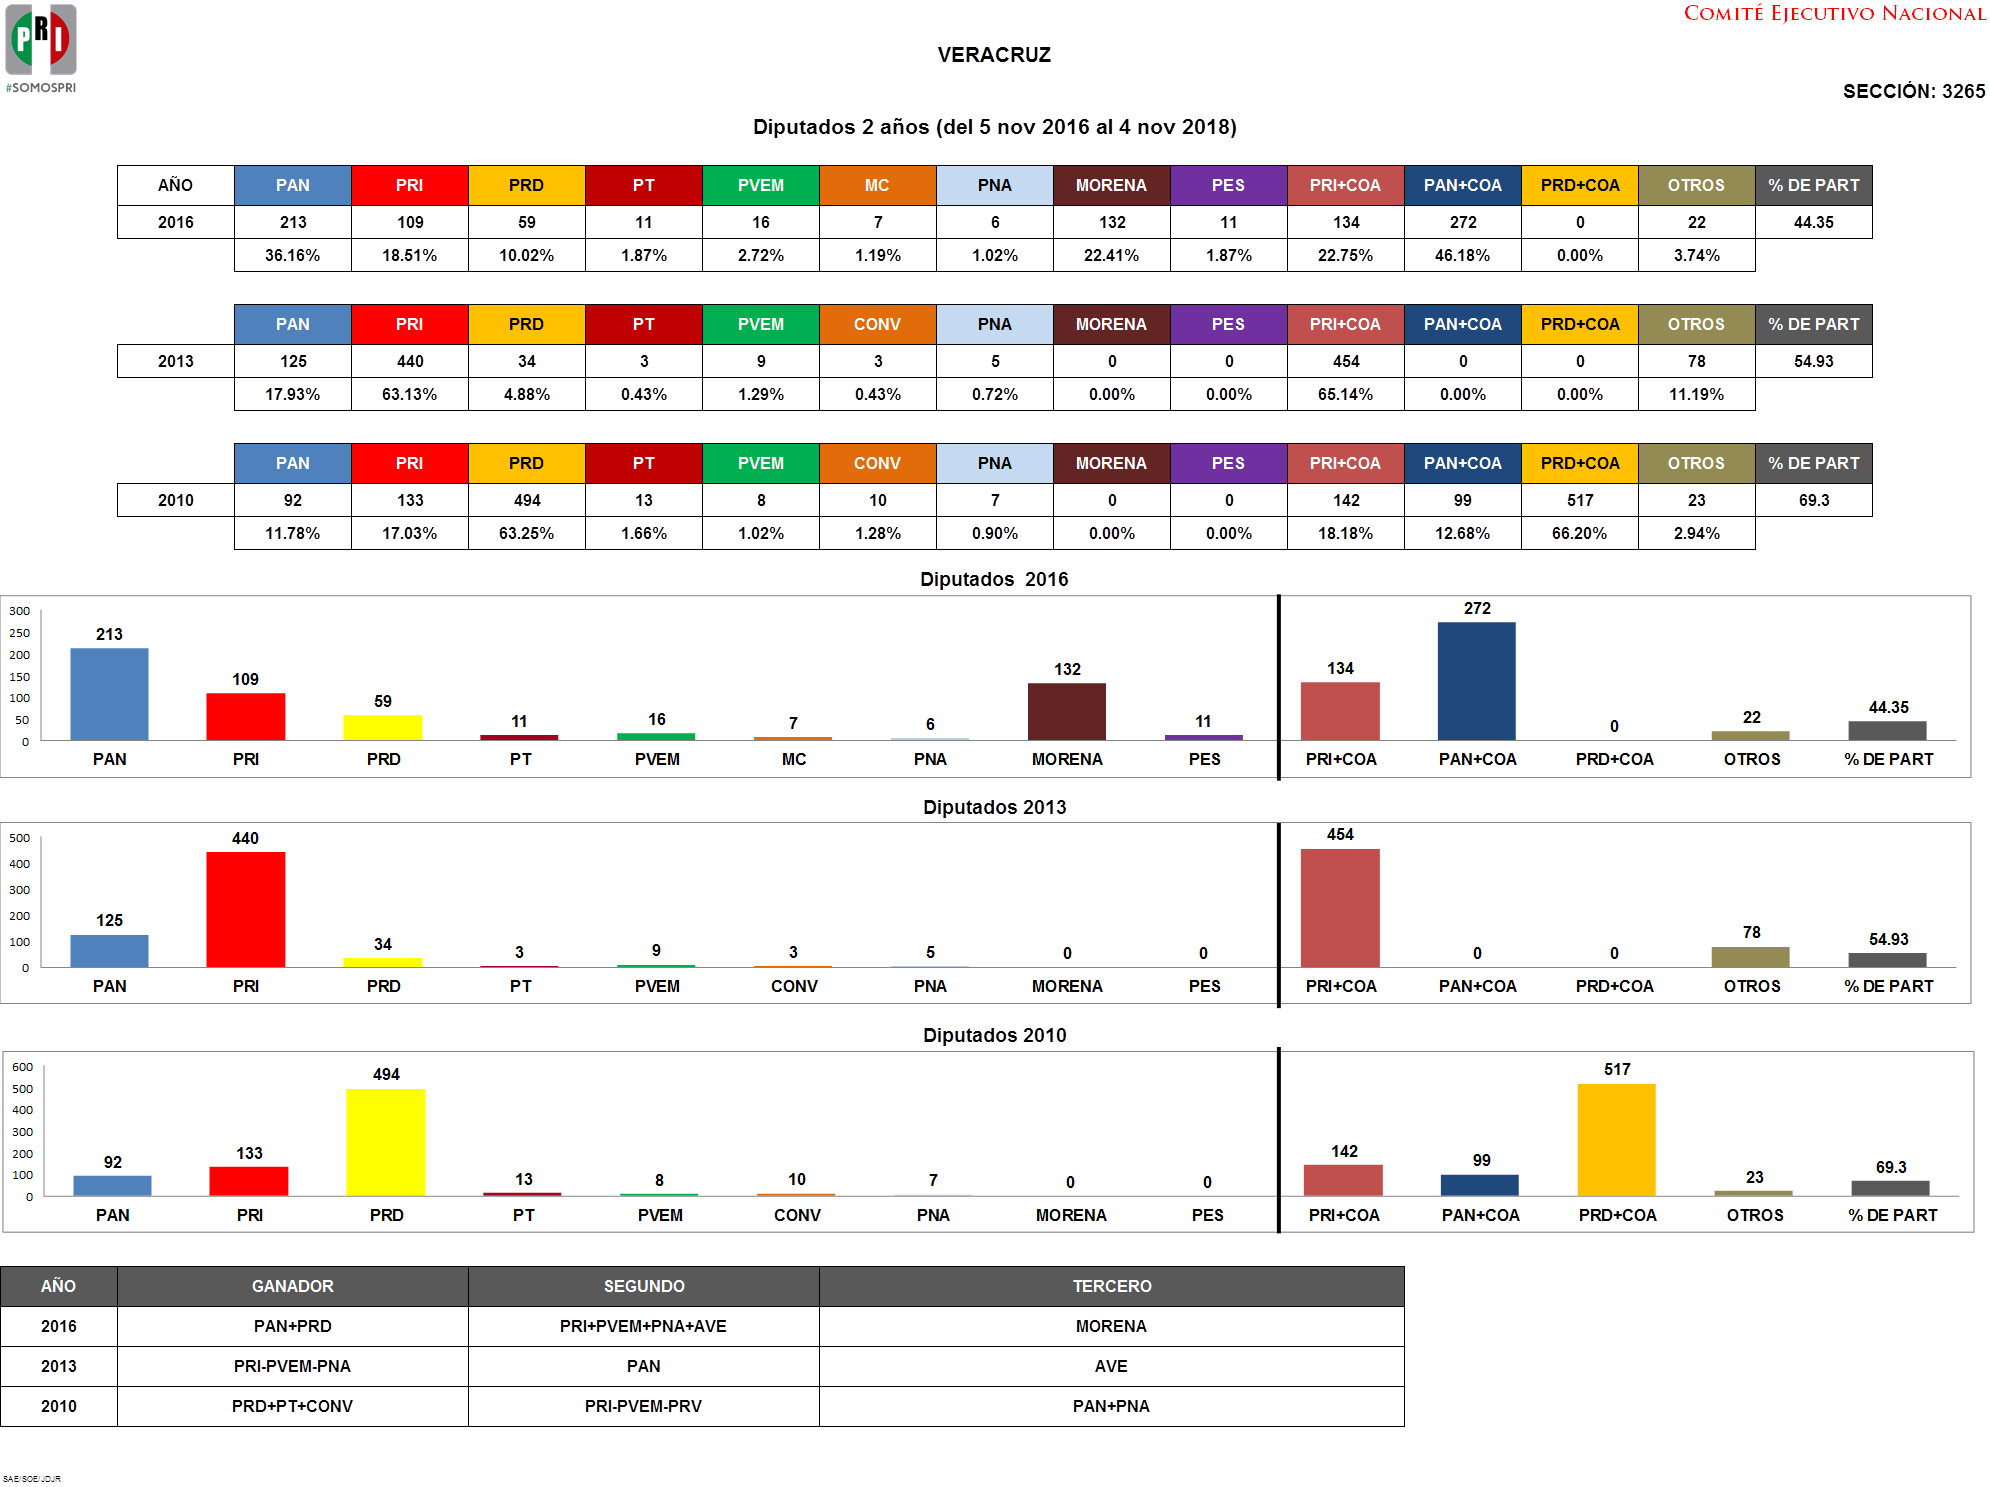 PRI
#SOMOSPRI
COMITÉ EJECUTIVO NACIONAL
VERACRUZ
SECCIÓN: 3265
Diputados 2 años (del 5 nov 2016 al 4 nov 2018)
AÑO PAN PRI PRD PT PVEM MC PNA MORENA PES PRI+COA PAN+COA PRD+COA OTROS % DE PART
2016 213 109 59 11 16 7 6 132 11 134 272 0 22 44.35
36.16% 18.51% 10.02% 1.87% 2.72% 1.19% 1.02% 22.41% 1.87% 22.75% 46.18% 0.00% 3.74%
PAN PRI PRD PT PVEM CONV PNA MORENA PES PRI+COA PAN+COA PRD+COA OTROS % DE PART
2013 125 440 34 3 9 3 5 0 0 454 0 0 78 54.93
17.93% 63.13% 4.88% 0.43% 1.29% 0.43% 0.72% 0.00% 0.00% 65.14% 0.00% 0.00% 11.19%
PAN PRI PRD PT PVEM CONV PNA MORENA PES PRI+COA PAN+COA PRD+COA OTROS % DE PART
2010 92 133 494 13 8 10 7 0 0 142 99 517 23 69.3
11.78% 17.03% 63.25% 1.66% 1.02% 1.28% 0.90% 0.00% 0.00% 18.18% 12.68% 66.20% 2.94%
Diputados 2016
300
250
200
150
100
50
0
213 109 59 11 16 7 6 132 11 134 272 0 22 44.35
PAN PRI PRD PT PVEM MC PNA MORENA PES PRI+COA PAN+COA PRD+COA OTROS % DE PART
Diputados 2013
500
400
300
200
100
0
125 440 34 3 9 3 5 0 0 454 0 0 78 54.93
PAN PRI PRD PT PVEM CONV PNA MORENA PES PRI+COA PAN+COA PRD+COA OTROS % DE PART
Diputados 2010
600
500
400
300
200
100
0
92 133 494 13 8 10 7 0 0 142 99 517 23 69.3
PAN PRI PRD PT PVEM CONV PNA MORENA PES PRI+COA PAN+COA PRD+COA OTROS % DE PART
AÑO GANADOR SEGUNDO TERCERO
2016 PAN+PRD PRI+PVEM+PNA+AVE MORENA
2013 PRI-PVEM-PNA PAN AVE
2010 PRD+PT+CONV PRI-PVEM-PRV PAN+PNA
SAE/SOE/JDJR